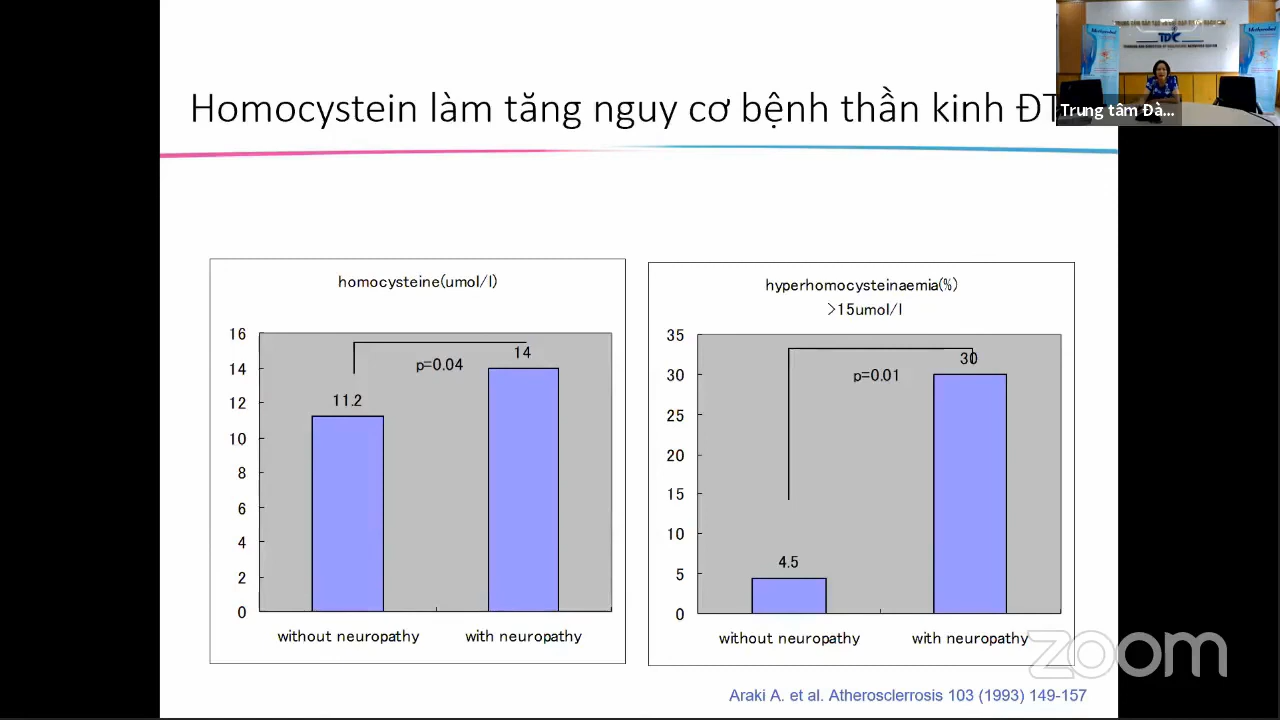 Homocystein làm tăng nguy cơ bệnh thần kinh ĐT
TDC
Trung tâm Đà...
homocysteine(umol/l)
16
14
12
10
8
6
4
2
0
11.2
p=0.04
14
without neuropathy
with neuropathy
hyperhomocysteinaemia(%)
>15umol/l
35
30
25
20
15
10
5
0
4.5
p=0.01
30
without neuropathy
with neuropathy
zoom
Araki A. et al. Atherosclerrosis 103 (1993) 149-157